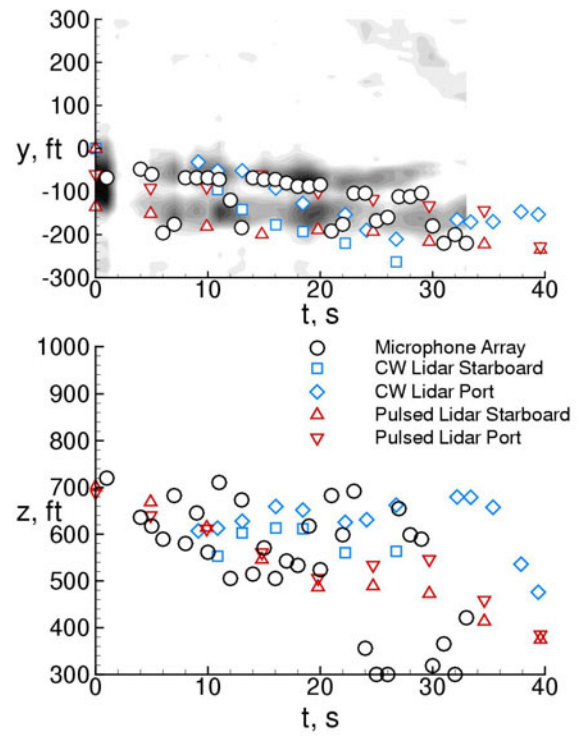 300
200
100
y, ft
0
-100
-200
-300
0
10
20
30
40
t, s
1000
900
800
700
z, ft
600
500
400
300
Microphone Array
CW Lidar Starboard
CW Lidar Port
Pulsed Lidar Starboard
Pulsed Lidar Port
0
10
20
30
40
t, s